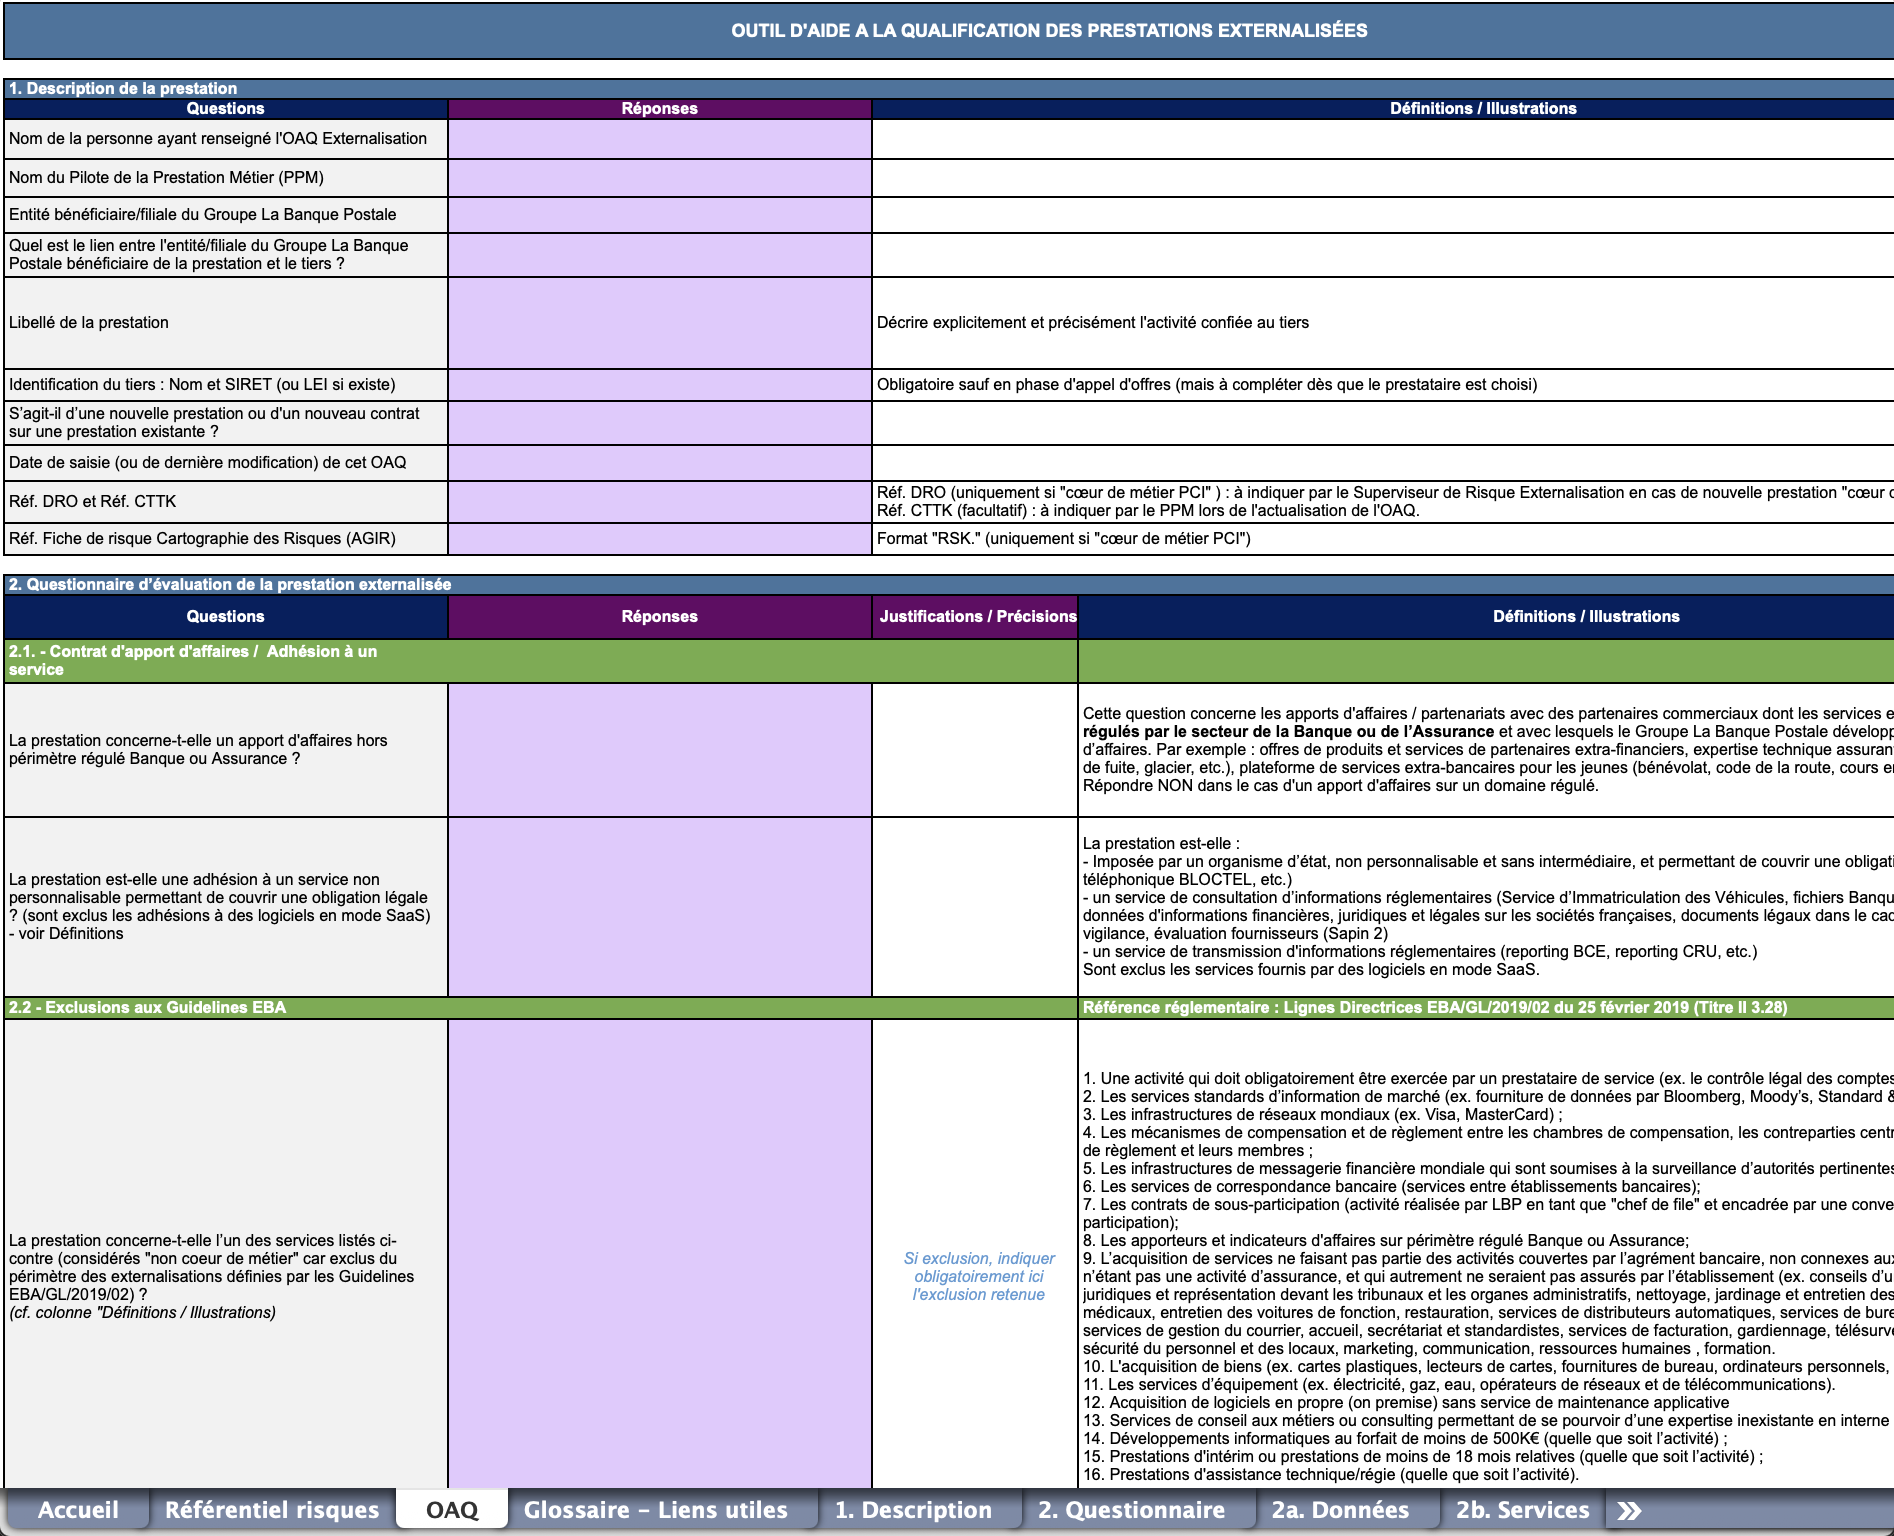 OUTIL D'AIDE A LA QUALIFICATION DES PRESTATIONS EXTERNALISÉES
1. Description de la prestation
Questions
Réponses
Définitions / Illustrations
Nom de la personne ayant renseigné l'OAQ Externalisation
Nom du Pilote de la Prestation Métier (PPM)
Entité bénéficiaire/filiale du Groupe La Banque Postale
Quel est le lien entre l'entité/filiale du Groupe La Banque
Postale bénéficiaire de la prestation et le tiers ?
Libellé de la prestation
Décrire explicitement et précisément l'activité confiée au tiers
Identification du tiers : Nom et SIRET (ou LEI si existe)
Obligatoire sauf en phase d'appel d'offres (mais à compléter dès que le prestataire est choisi)
S’agit-il d’une nouvelle prestation ou d'un nouveau contrat
sur une prestation existante ?
Date de saisie (ou de dernière modification) de cet OAQ
Réf. DRO et Réf. CTTK
Réf. DRO (uniquement si "cœur de métier PCI" ) : à indiquer par le Superviseur de Risque Externalisation en cas de nouvelle prestation "cœur
Réf. CTTK (facultatif) : à indiquer par le PPM lors de l'actualisation de l'OAQ.
Réf. Fiche de risque Cartographie des Risques (AGIR)
Format "RSK." (uniquement si "cœur de métier PCI")
2. Questionnaire d’évaluation de la prestation externalisée
Questions
Réponses
Justifications / Précisions
Définitions / Illustrations
2.1. - Contrat d'apport d'affaires /  Adhésion à un
service
La prestation concerne-t-elle un apport d'affaires hors
périmètre régulé Banque ou Assurance ?
Cette question concerne les apports d'affaires / partenariats avec des partenaires commerciaux dont les services
régulés par le secteur de la Banque ou de l’Assurance et avec lesquels le Groupe La Banque Postale
d’affaires. Par exemple : offres de produits et services de partenaires extra-financiers, expertise technique
de fuite, glacier, etc.), plateforme de services extra-bancaires pour les jeunes (bénévolat, code de la route, cours
Répondre NON dans le cas d'un apport d'affaires sur un domaine régulé.
La prestation est-elle une adhésion à un service non
personnalisable permettant de couvrir une obligation légale
? (sont exclus les adhésions à des logiciels en mode SaaS)
- voir Définitions
La prestation est-elle :
- Imposée par un organisme d’état, non personnalisable et sans intermédiaire, et permettant de couvrir une
téléphonique BLOCTEL, etc.)
- un service de consultation d’informations réglementaires (Service d’Immatriculation des Véhicules, fichiers
données d'informations financières, juridiques et légales sur les sociétés françaises, documents légaux dans le
vigilance, évaluation fournisseurs (Sapin 2)
- un service de transmission d'informations réglementaires (reporting BCE, reporting CRU, etc.)
Sont exclus les services fournis par des logiciels en mode SaaS.
2.2 - Exclusions aux Guidelines EBA
Référence réglementaire : Lignes Directrices EBA/GL/2019/02 du 25 février 2019 (Titre II 3.28)
La prestation concerne-t-elle l’un des services listés ci-
contre (considérés "non coeur de métier" car exclus du
périmètre des externalisations définies par les Guidelines
EBA/GL/2019/02) ?
(cf. colonne "Définitions / Illustrations)
Si exclusion, indiquer
obligatoirement ici
l'exclusion retenue
1. Une activité qui doit obligatoirement être exercée par un prestataire de service (ex. le contrôle légal des comptes
2. Les services standards d’information de marché (ex. fourniture de données par Bloomberg, Moody’s, Standard
3. Les infrastructures de réseaux mondiaux (ex. Visa, MasterCard) ;
4. Les mécanismes de compensation et de règlement entre les chambres de compensation, les contreparties
de règlement et leurs membres ;
5. Les infrastructures de messagerie financière mondiale qui sont soumises à la surveillance d’autorités pertinentes
6. Les services de correspondance bancaire (services entre établissements bancaires);
7. Les contrats de sous-participation (activité réalisée par LBP en tant que "chef de file" et encadrée par une
participation);
8. Les apporteurs et indicateurs d'affaires sur périmètre régulé Banque ou Assurance;
9. L’acquisition de services ne faisant pas partie des activités couvertes par l’agrément bancaire, non connexes
n’étant pas une activité d’assurance, et qui autrement ne seraient pas assurés par l’établissement (ex. conseils
juridiques et représentation devant les tribunaux et les organes administratifs, nettoyage, jardinage et entretien des
médicaux, entretien des voitures de fonction, restauration, services de distributeurs automatiques, services de
services de gestion du courrier, accueil, secrétariat et standardistes, services de facturation, gardiennage,
sécurité du personnel et des locaux, marketing, communication, ressources humaines , formation.
10. L'acquisition de biens (ex. cartes plastiques, lecteurs de cartes, fournitures de bureau, ordinateurs personnels,
11. Les services d’équipement (ex. électricité, gaz, eau, opérateurs de réseaux et de télécommunications).
12. Acquisition de logiciels en propre (on premise) sans service de maintenance applicative
13. Services de conseil aux métiers ou consulting permettant de se pourvoir d’une expertise inexistante en interne
14. Développements informatiques au forfait de moins de 500K€ (quelle que soit l’activité) ;
15. Prestations d'intérim ou prestations de moins de 18 mois relatives (quelle que soit l’activité) ;
16. Prestations d'assistance technique/régie (quelle que soit l’activité).
Accueil
Référentiel risques
OAQ
Glossaire – Liens utiles
1. Description
2. Questionnaire
2a. Données
2b. Services